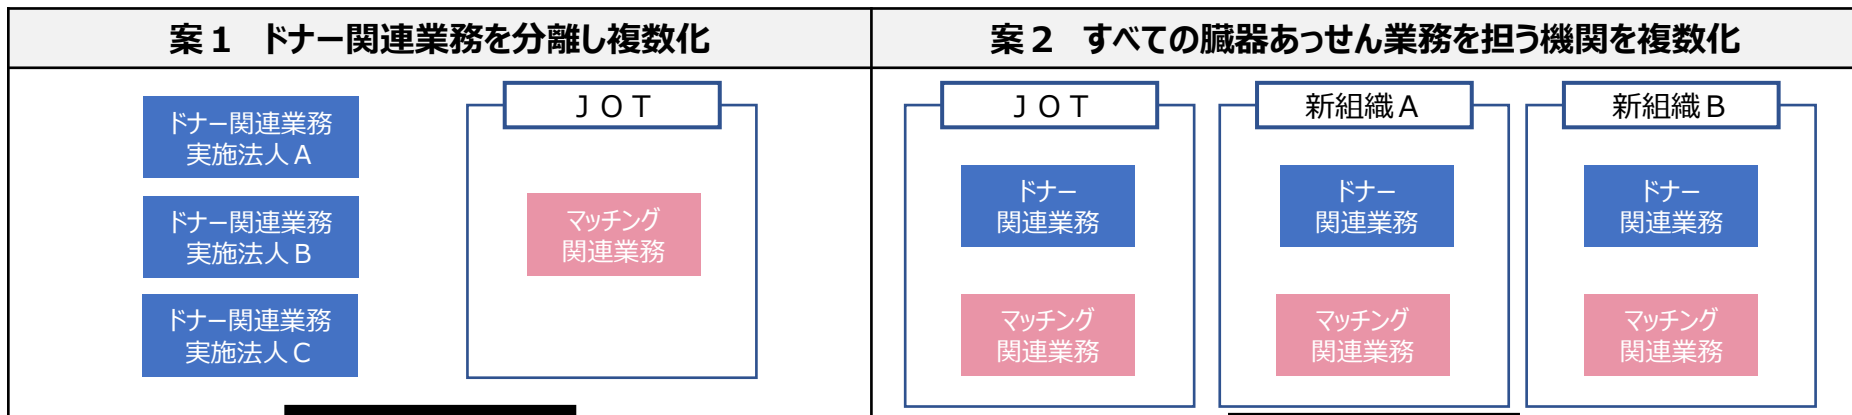 案１　ドナー関連業務を分離し複数化
ドナー関連業務
実施法人Ａ
ドナー関連業務
実施法人Ｂ
ドナー関連業務
実施法人Ｃ
ＪＯＴ
マッチング
関連業務
案２　すべての臓器あっせん業務を担う機関を複数化
ＪＯＴ
ドナー
関連業務
マッチング
関連業務
新組織Ａ
ドナー
関連業務
マッチング
関連業務
新組織Ｂ
ドナー
関連業務
マッチング
関連業務